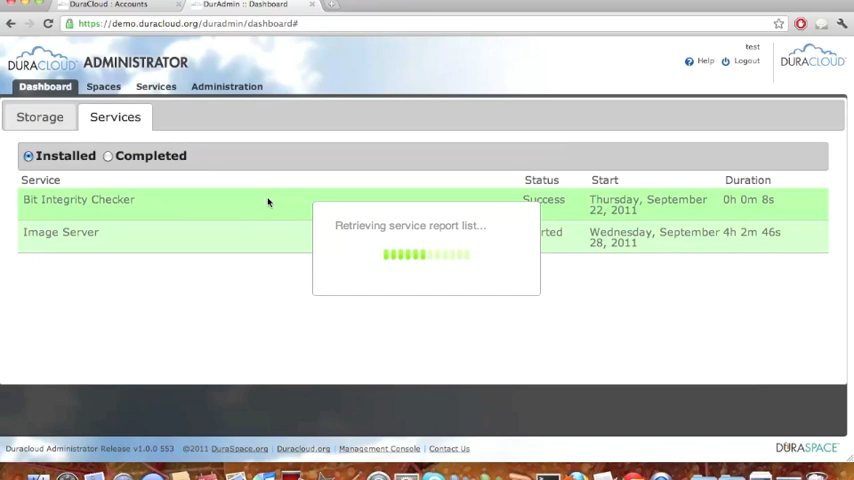 DuraCloud : Accounts
DurAdmin :: Dashboard
https://demo.duracloud.org/duradmin/dashboard#
DURACLOUD ADMINISTRATOR
test
Help
Logout
DURACLOUD
Dashboard
Spaces
Services
Administration
Storage
Services
Installed
Completed
Service
Status
Start
Duration
Bit Integrity Checker
Success
Thursday, September
22, 2011
0h 0m 8s
Image Server
rted
Wednesday, September
28, 2011
4h 2m 46s
Retrieving service report list...
Duracloud Administrator Release v1.0.0 553 ©2011 DuraSpace.org | Duracloud.org | Management Console | Contact Us
DURASPACE